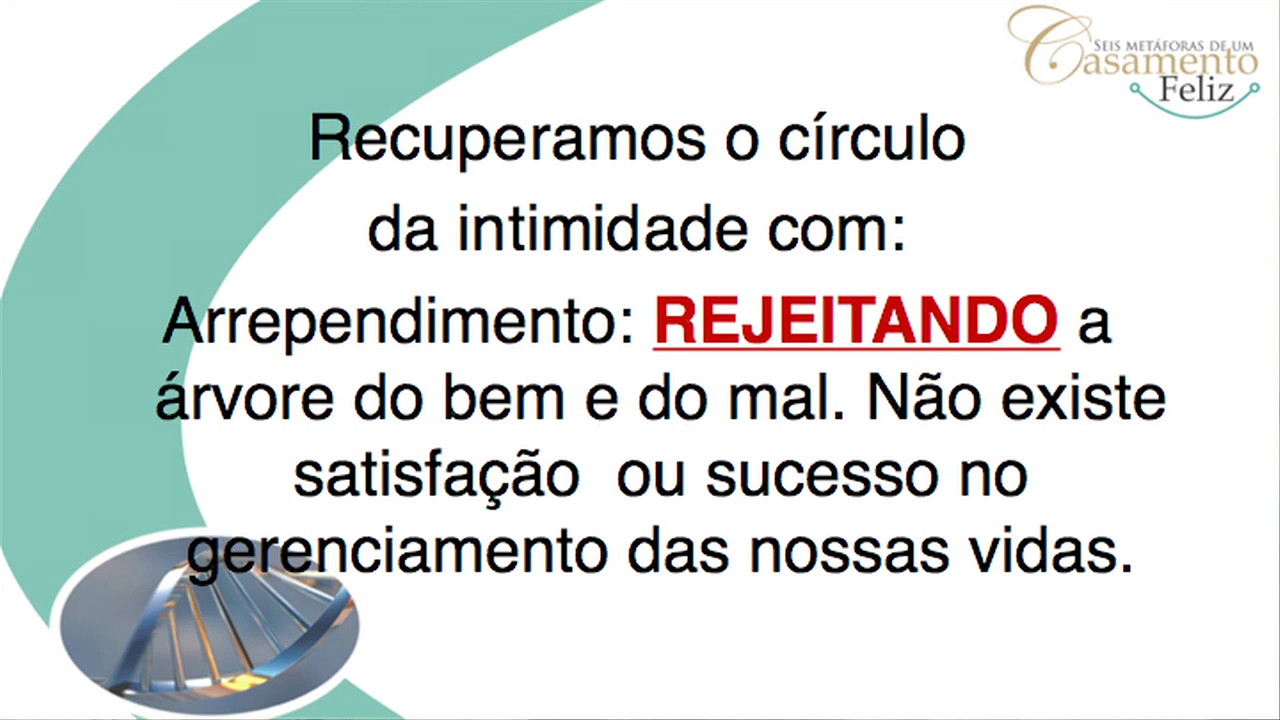 SEIS METÁFORAS DE UM
Casamento
Feliz
Recuperamos o círculo
da intimidade com:
Arrependimento: REJEITANDO a
árvore do bem e do mal. Não existe
satisfação  ou sucesso no
gerenciamento das nossas vidas.